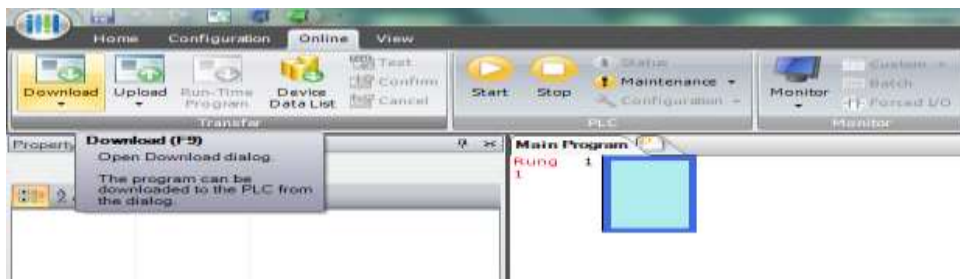 Home Configuration Online View
Download Upload Run-Time Program Device Data List Test Confirm Cancel
Start Stop Status Maintenance Configuration
Monitor Custom Batch Forced I/O
Transfer PLC Monitor
Property
Download (F9)
Open Download dialog.
The program can be
downloaded to the PLC from
the dialog.
Main Program
Rung 1
1